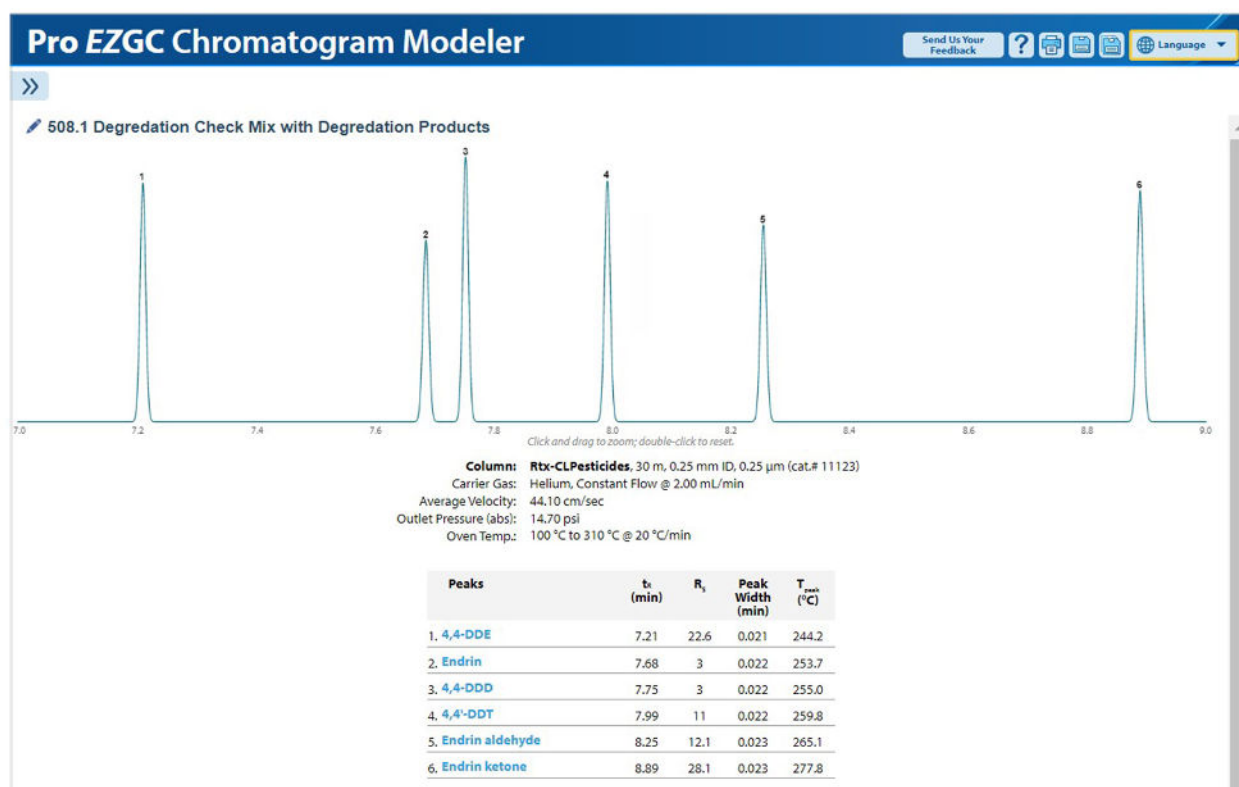 Pro EZGC Chromatogram Modeler
Send Us Your
Feedback
?
Language
508.1 Degredation Check Mix with Degredation Products
1
2
3
4
5
6
7.0 7.2 7.4 7.6 7.8 8.0 8.2 8.4 8.6 8.8 9.0
Click and drag to zoom; double-click to reset.
Column: Rtx-CLPesticides, 30 m, 0.25 mm ID, 0.25 µm (cat.# 11123)
Carrier Gas: Helium, Constant Flow @ 2.00 mL/min
Average Velocity: 44.10 cm/sec
Outlet Pressure (abs): 14.70 psi
Oven Temp.: 100 °C to 310 °C @ 20 °C/min
Peaks tR (min) Rs Peak Width (min) Tpeak (°C)
1. 4,4-DDE 7.21 22.6 0.021 244.2
2. Endrin 7.68 3 0.022 253.7
3. 4,4-DDD 7.75 3 0.022 255.0
4. 4,4'-DDT 7.99 11 0.022 259.8
5. Endrin aldehyde 8.25 12.1 0.023 265.1
6. Endrin ketone 8.89 28.1 0.023 277.8